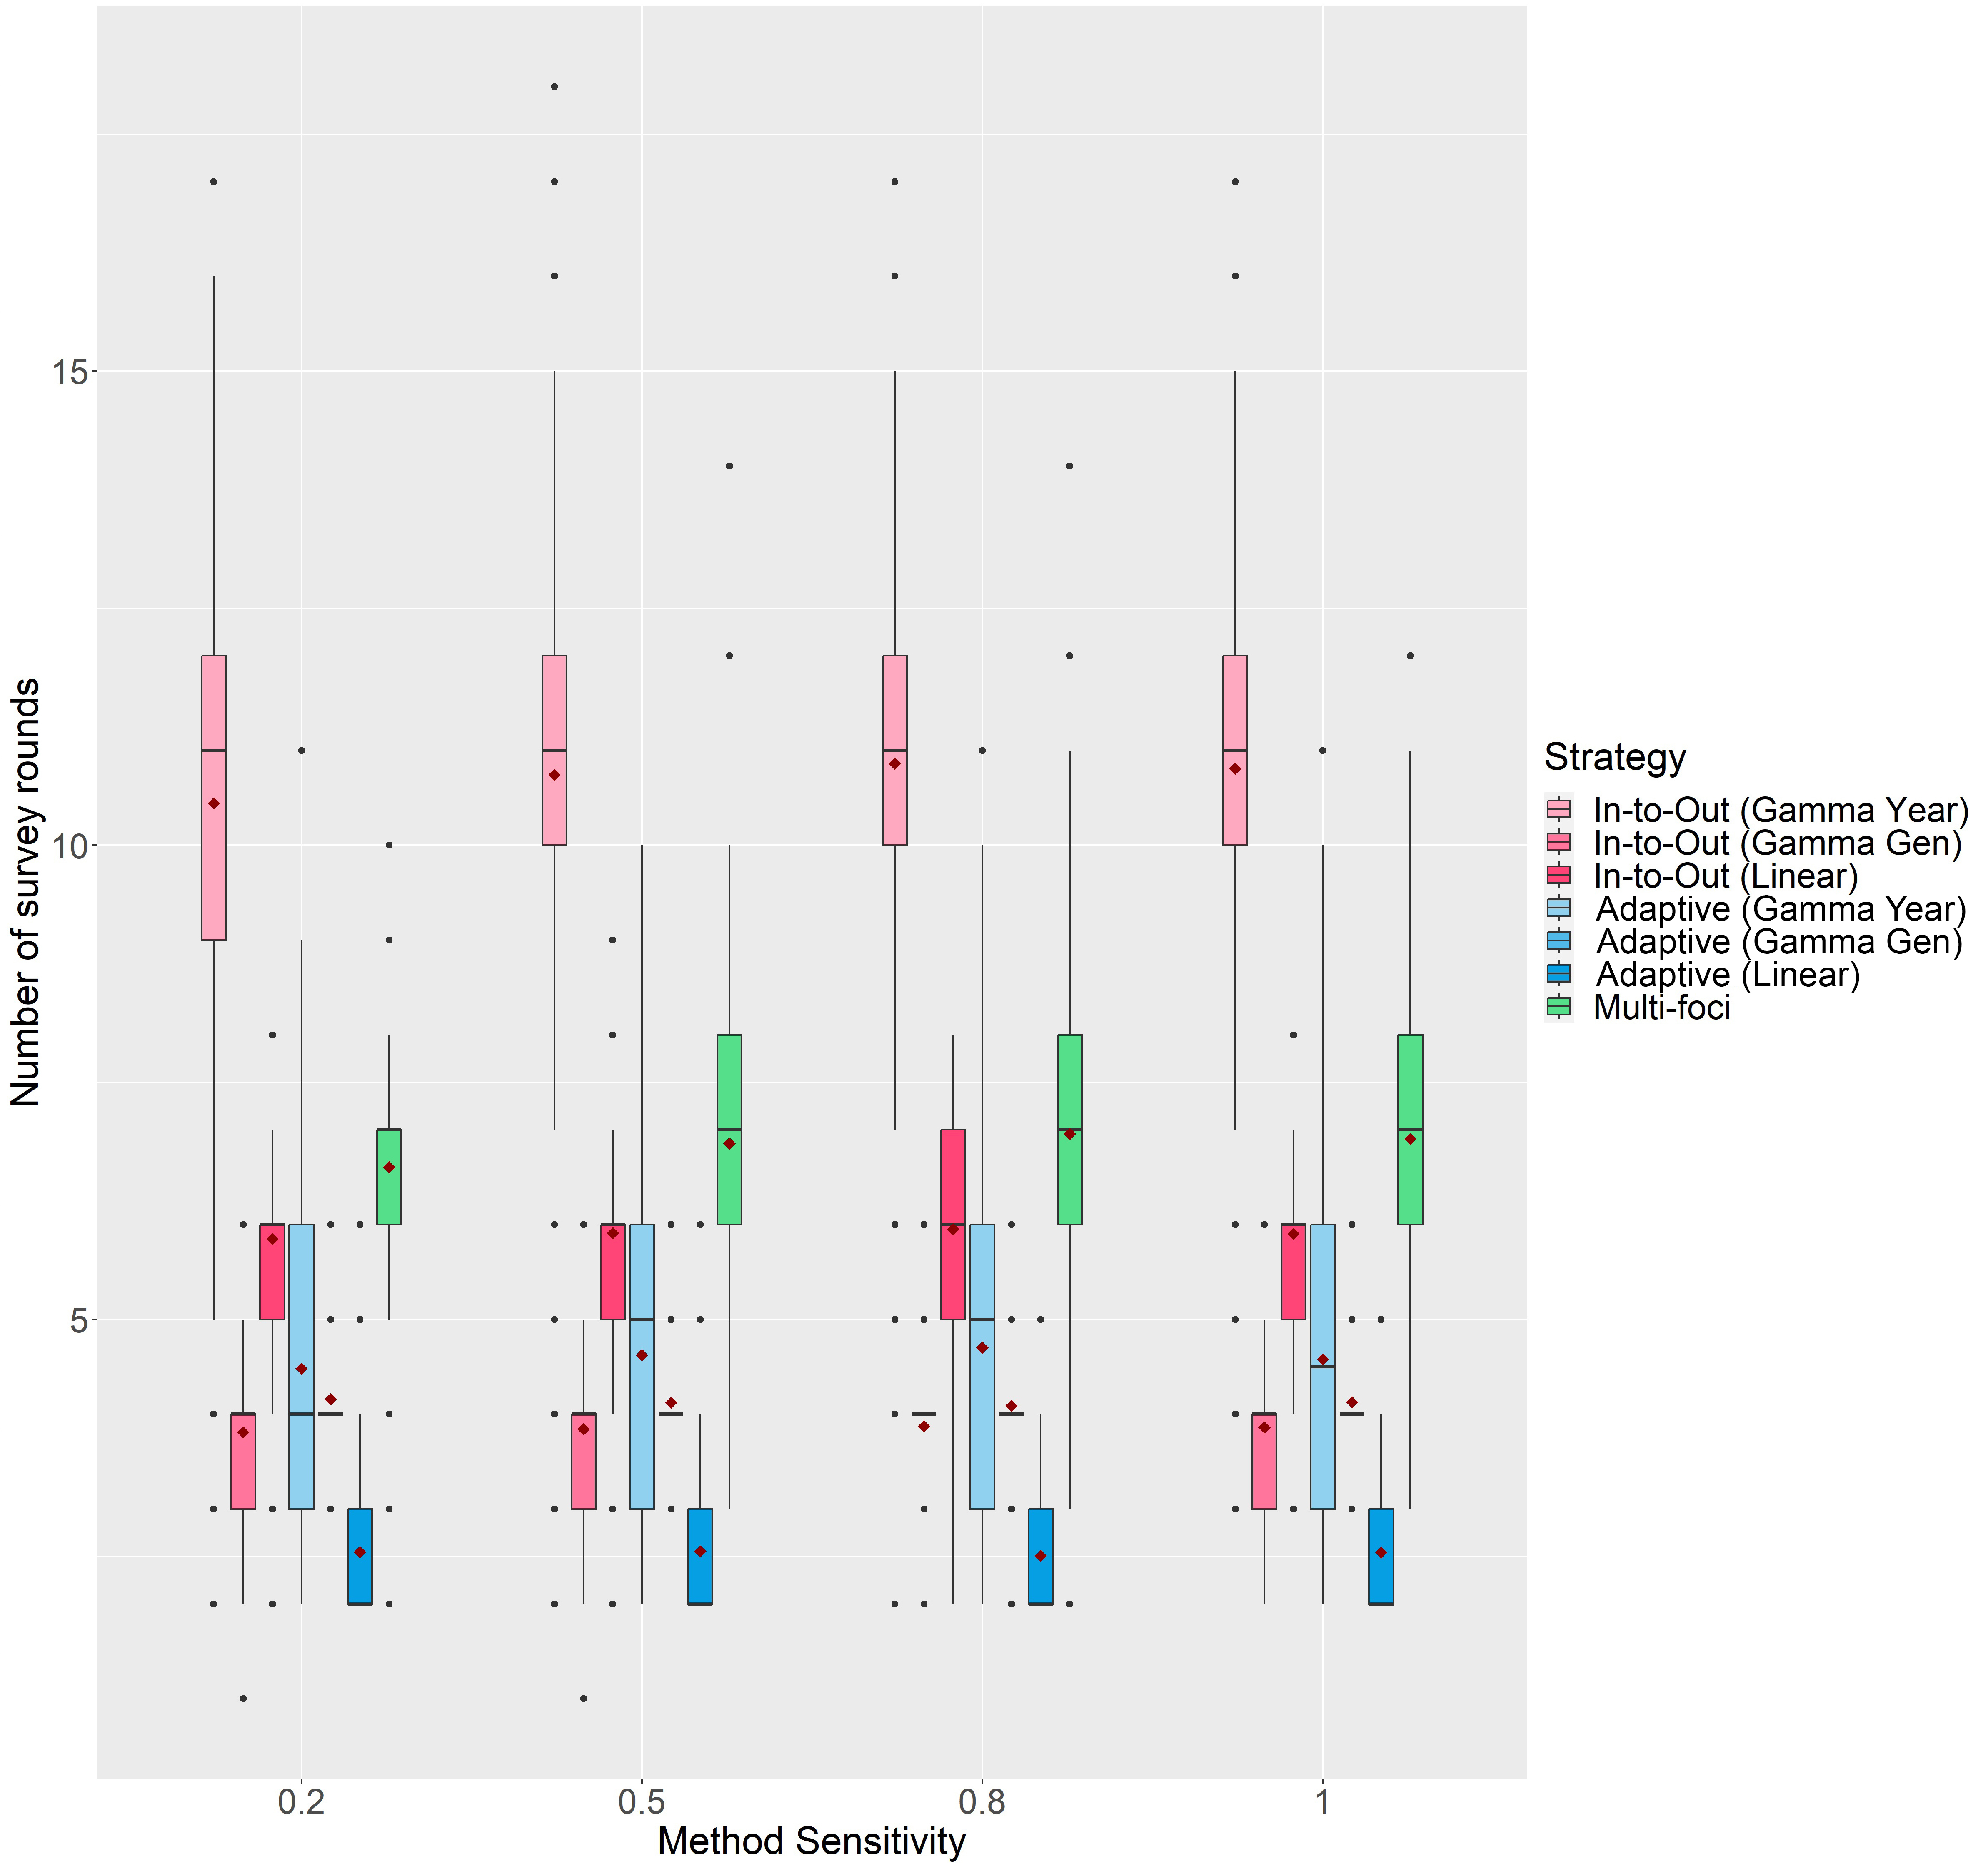 Number of survey rounds
15
10
5
0.2
0.5
0.8
1
Method Sensitivity
Strategy
In-to-Out (Gamma Year)
In-to-Out (Gamma Gen)
In-to-Out (Linear)
Adaptive (Gamma Year)
Adaptive (Gamma Gen)
Adaptive (Linear)
Multi-foci